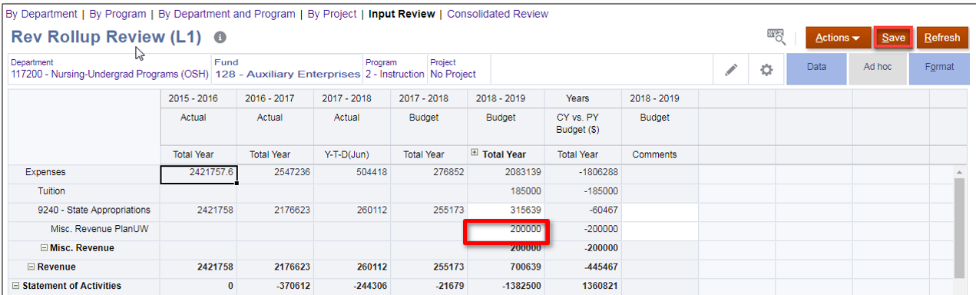 By Department | By Program | By Department and Program | By Project | Input Review | Consolidated Review
Rev Rollup Review (L1)
Actions Save Refresh
Department Fund Program Project
117200 - Nursing-Undergrad Programs (OSH) 128 - Auxiliary Enterprises 2 - Instruction No Project
Data Ad hoc Format
2015 - 2016 2016 - 2017 2017 - 2018 2017 - 2018 2018 - 2019 Years 2018 - 2019
Actual Actual Actual Budget Budget CY vs. PY Budget ($) Budget
Total Year Total Year Y-T-D(Jun) Total Year Total Year Total Year Comments
Expenses 2421757.6 2547236 504418 276852 2083139 -1806288
Tuition 185000 -185000
9240 - State Appropriations 2421758 2176623 260112 255173 315639 -60467
Misc. Revenue PlanUW 200000 -200000
Misc. Revenue 200000 -200000
Revenue 2421758 2176623 260112 255173 700639 -445467
Statement of Activities 0 -370612 -244306 -21679 -1382500 1360821